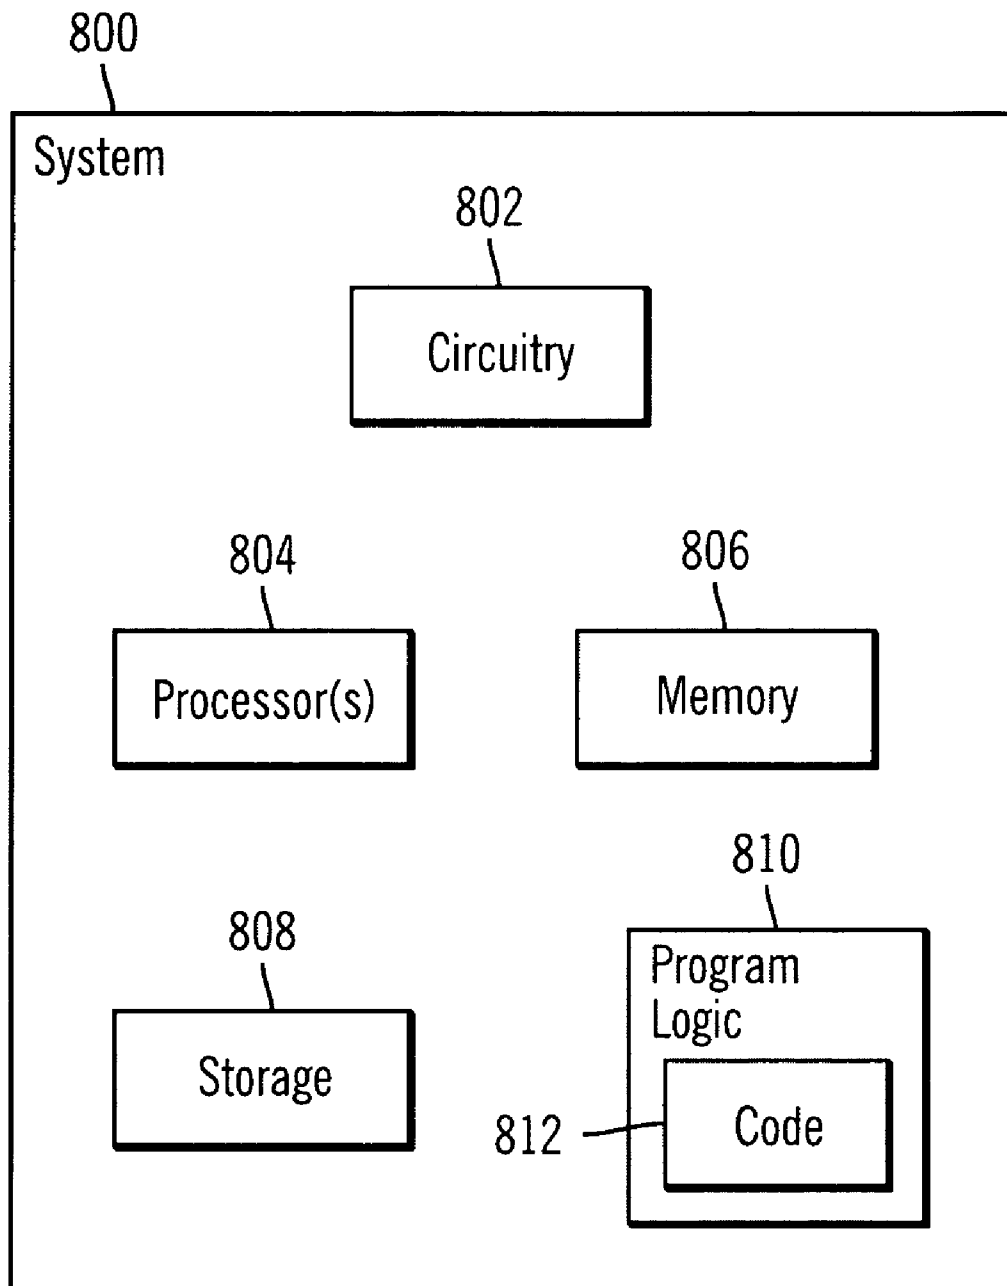 800
System
802
Circuitry
804
806
Processor(s)
Memory
810
808
Program
Logic
Storage
812
Code